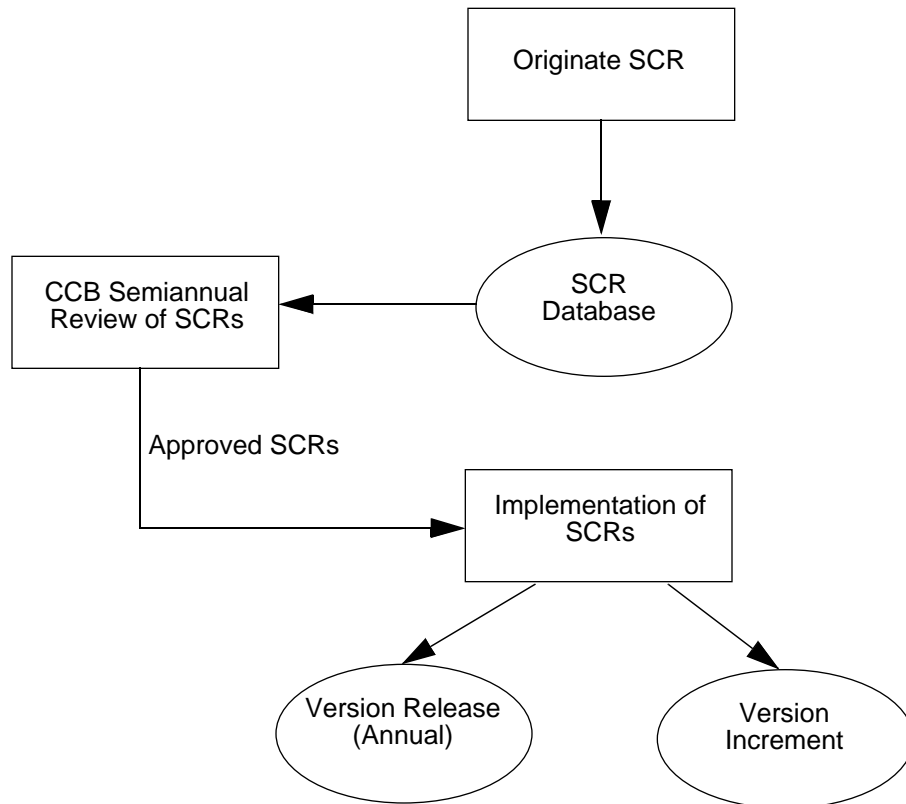 Originate SCR
SCR
Database
CCB Semiannual
Review of SCRs
Approved SCRs
Implementation of
SCRs
Version Release
(Annual)
Version
Increment